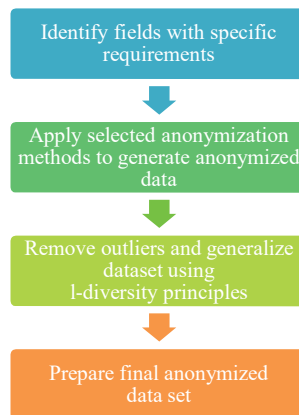 Identify fields with specific
requirements
Apply selected anonymization
methods to generate anonymized
data
Remove outliers and generalize
dataset using
l-diversity principles
Prepare final anonymized
data set